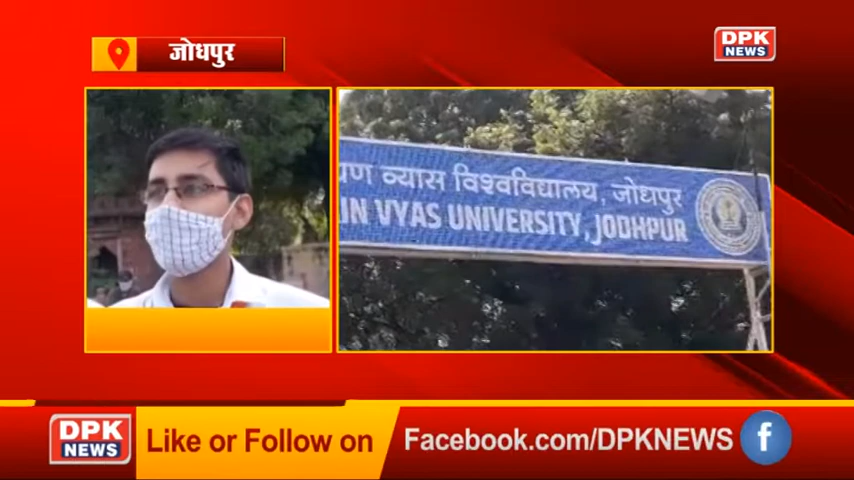 जोधपुर
DPK
NEWS
व्यास विश्वविद्यालय, जोधपुर
IN VYAS UNIVERSITY, JODHPUR
DPK
NEWS
Like or Follow on
Facebook.com/DPKNEWS
f